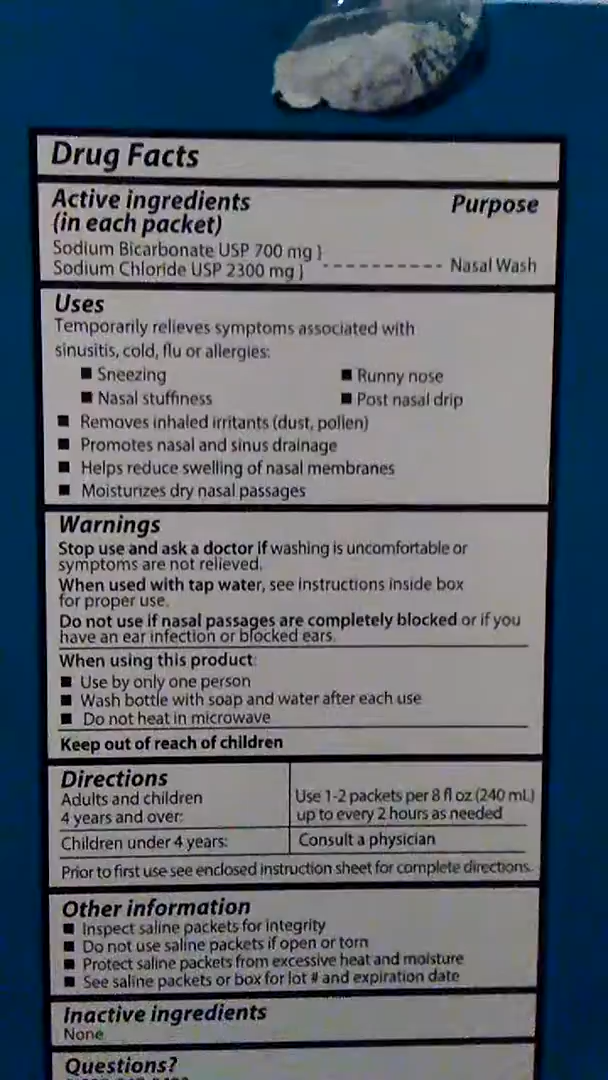 Drug Facts
Active ingredients Purpose
(in each packet)
Sodium Bicarbonate USP 700 mg }
Sodium Chloride USP 2300 mg } ------------ Nasal Wash
Uses
Temporarily relieves symptoms associated with
sinusitis, cold, flu or allergies:
■ Sneezing ■ Runny nose
■ Nasal stuffiness ■ Post nasal drip
■ Removes inhaled irritants (dust, pollen)
■ Promotes nasal and sinus drainage
■ Helps reduce swelling of nasal membranes
■ Moisturizes dry nasal passages
Warnings
Stop use and ask a doctor if washing is uncomfortable or
symptoms are not relieved.
When used with tap water, see instructions inside box
for proper use.
Do not use if nasal passages are completely blocked or if you
have an ear infection or blocked ears.
When using this product:
■ Use by only one person
■ Wash bottle with soap and water after each use
■ Do not heat in microwave
Keep out of reach of children
Directions
Adults and children
4 years and over:
Use 1-2 packets per 8 fl oz (240 mL)
up to every 2 hours as needed
Children under 4 years: Consult a physician
Prior to first use see enclosed instruction sheet for complete directions.
Other information
■ Inspect saline packets for integrity
■ Do not use saline packets if open or torn
■ Protect saline packets from excessive heat and moisture
■ See saline packets or box for lot # and expiration date
Inactive ingredients
None
Questions?